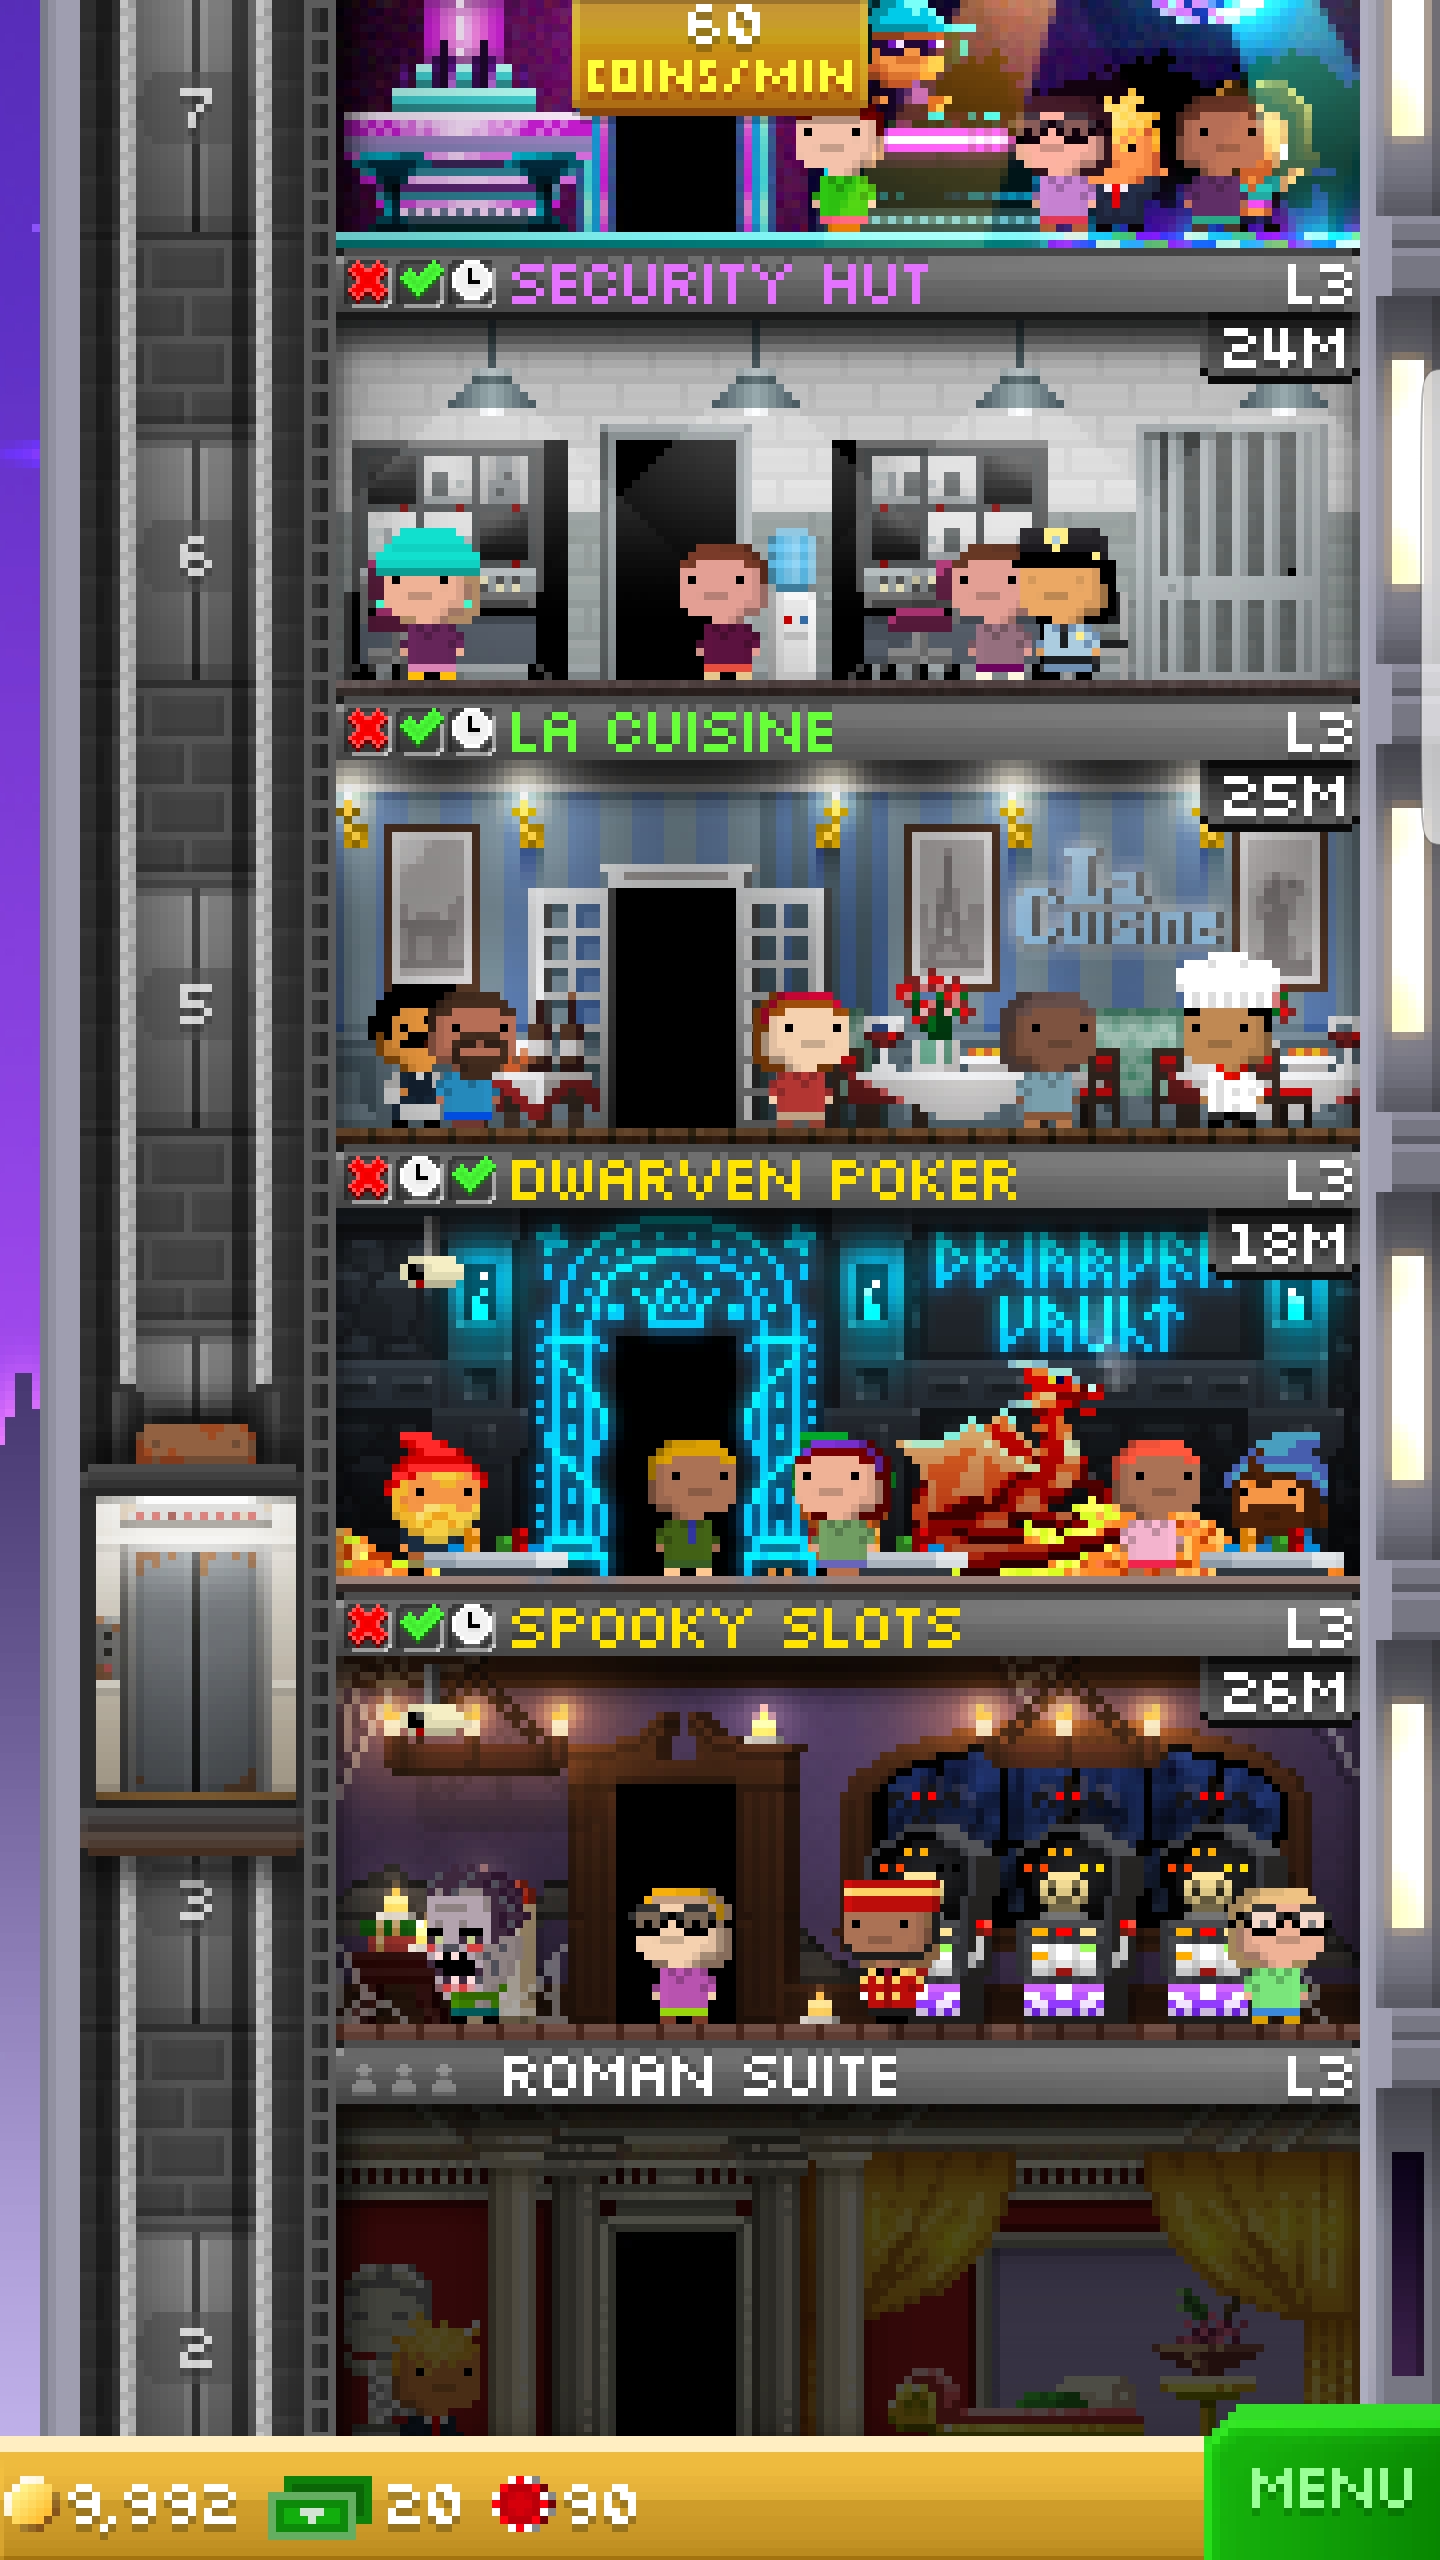 60
COINS/MIN
7
SECURITY HUT L3
24M
6
LA CUISINE L3
25M
La
Cuisine
5
DWARVEN POKER L3
18M
DWARVEN
VAULT
SPOOKY SLOTS L3
26M
3
ROMAN SUITE L3
2
9,992 20 90
MENU